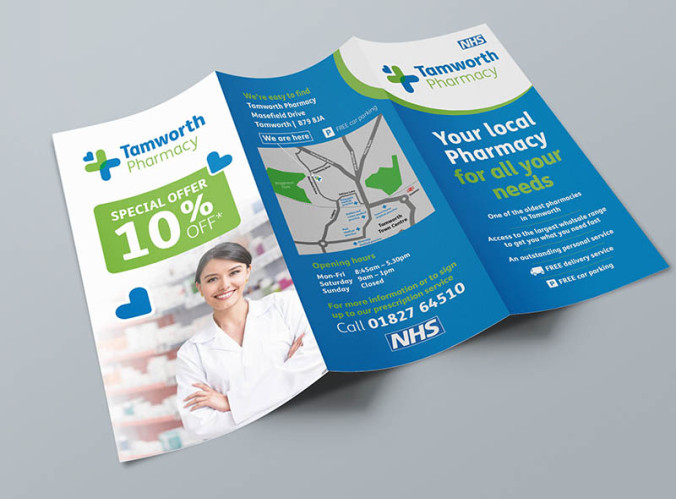 Tamworth
Pharmacy
SPECIAL OFFER
10%
OFF*
We're easy to find
Tamworth Pharmacy
Masefield Drive
Tamworth | B79 8JA
We are here
P FREE car parking
Tamworth
Town Centre
Opening hours
Mon-Fri 8:45am – 5.30pm
Saturday 9am – 1pm
Sunday Closed
For more information or to sign
up to our prescription service
Call 01827 64510
NHS
NHS
Tamworth
Pharmacy
Your local
Pharmacy
for all your
needs
One of the oldest pharmacies
in Tamworth
Access to the largest wholesale range
to get you what you need fast
An outstanding personal service
FREE delivery service
P FREE car parking